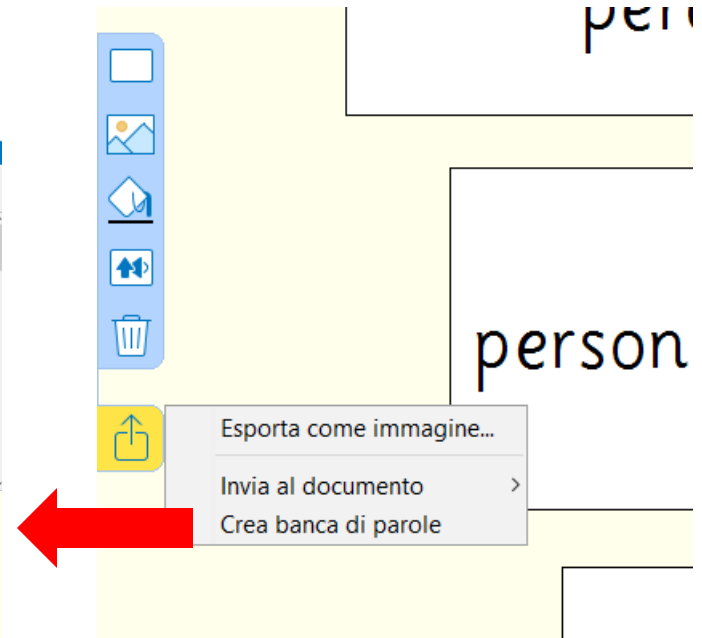 person
Esporta come immagine...
Invia al documento
Crea banca di parole